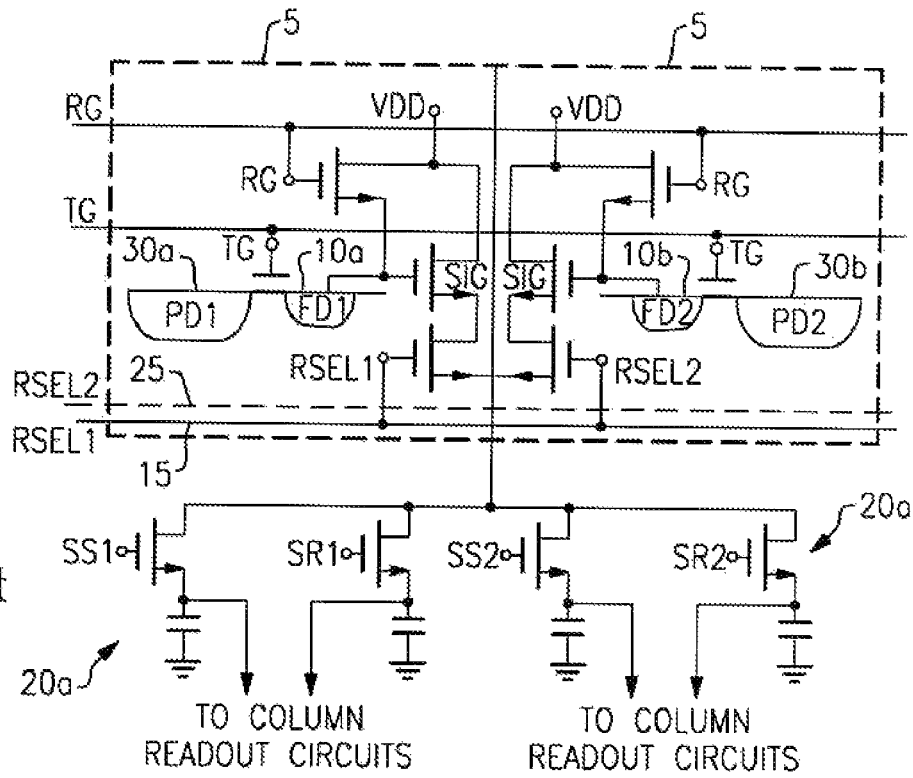 5 5
RG VDD VDD
RG RG
TG
TG TG
30a 10a SIG SIG 10b 30b
PD1 FD1 FD2 PD2
RSEL1 RSEL2
RSEL2 25
RSEL1
15
SS1 SR1 SS2 SR2 20a
20a
TO COLUMN
READOUT CIRCUITS
TO COLUMN
READOUT CIRCUITS